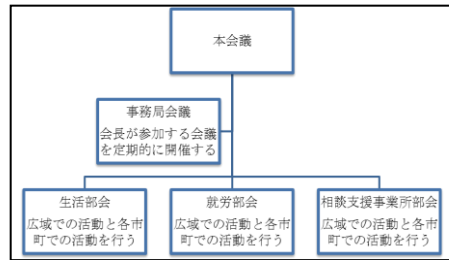 本会議
事務局会議
会長が参加する会議
を定期的に開催する
生活部会
広域での活動と各市
町での活動を行う
就労部会
広域での活動と各市
町での活動を行う
相談支援事業所部会
広域での活動と各市
町での活動を行う